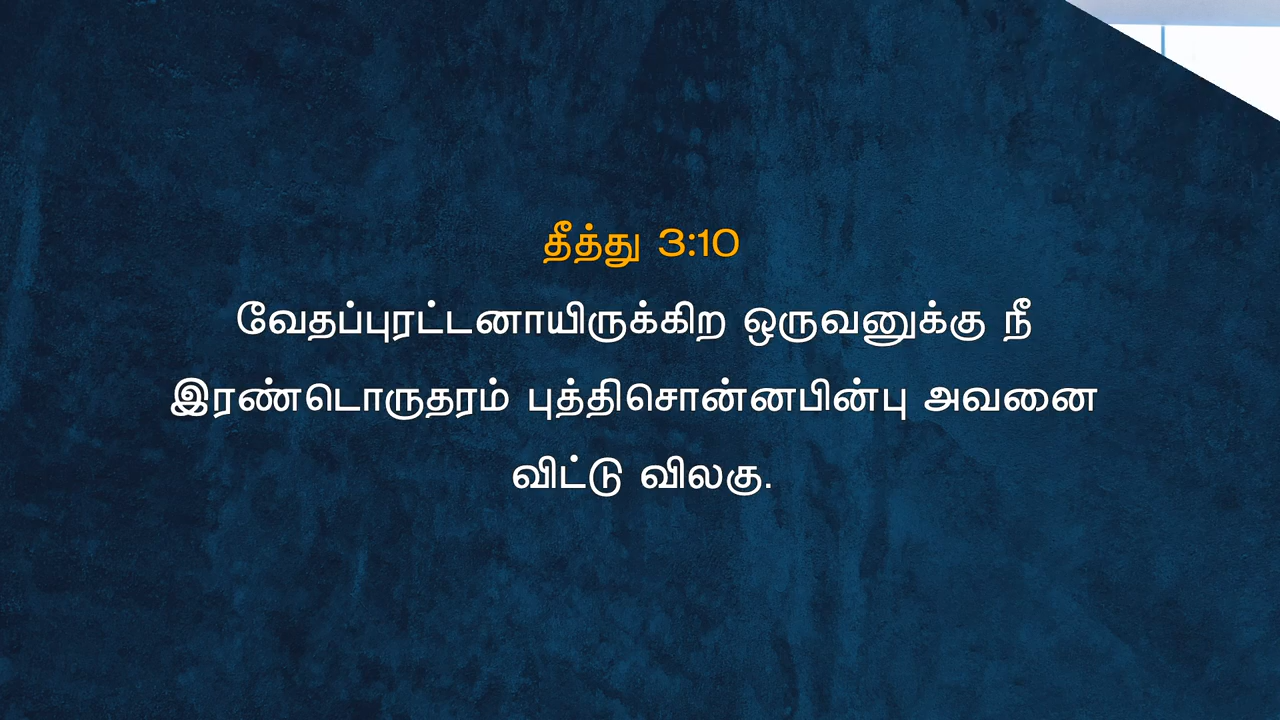 தீத்து 3:10
வேதப்புரட்டனாயிருக்கிற ஒருவனுக்கு நீ
இரண்டொருதரம் புத்திசொன்னபின்பு அவனை
விட்டு விலகு.